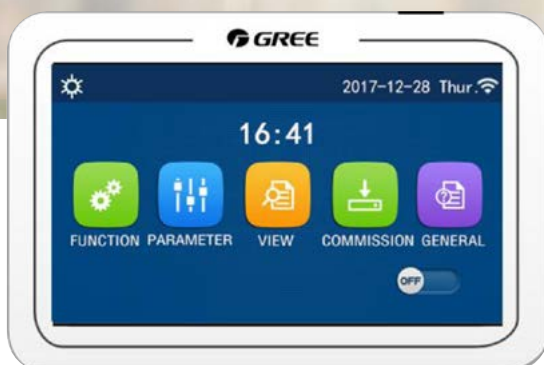 GREE
2017-12-28 Thur.
16:41
FUNCTION PARAMETER VIEW COMMISSION GENERAL
OFF